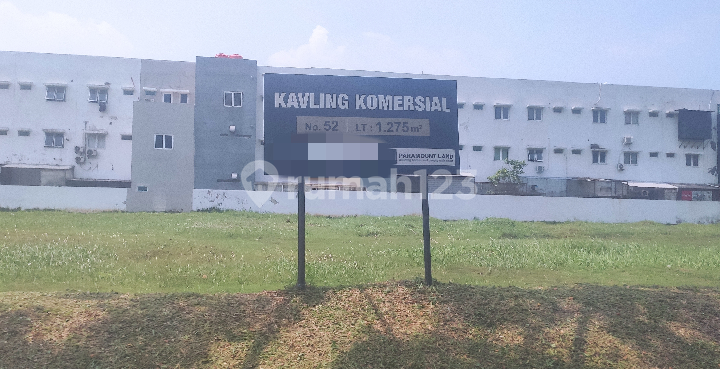 KAVLING KOMERSIAL
No. 52 LT : 1.275 m²
PARAMOUNT LAND
rumah123